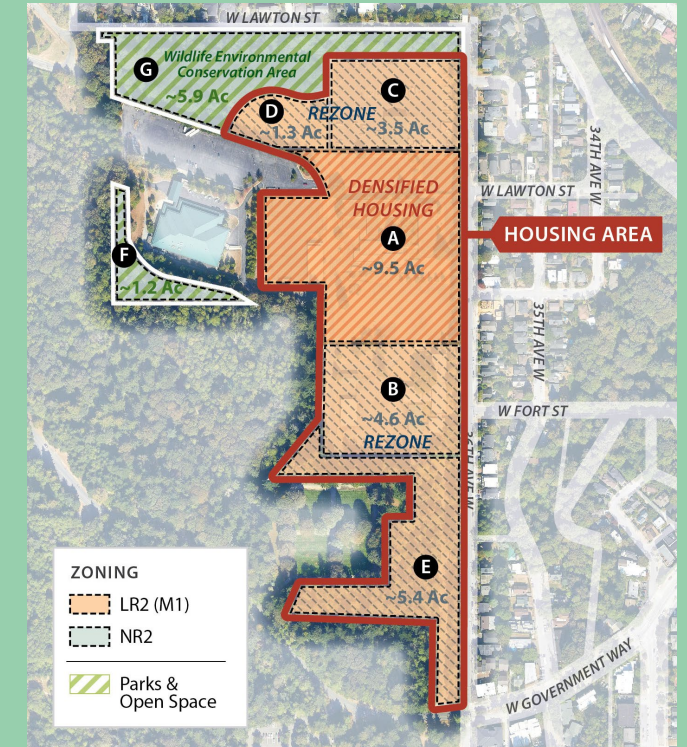 W LAWTON ST
G
Wildlife Environmental
Conservation Area
~5.9 Ac
C
D
REZONE
~1.3 Ac
~3.5 Ac
34TH AVE W
DENSIFIED
HOUSING
W LAWTON ST
A
HOUSING AREA
~9.5 Ac
F
~1.2 Ac
35TH AVE W
B
~4.6 Ac
W FORT ST
REZONE
36TH AVE W
E
~5.4 Ac
W GOVERNMENT WAY
ZONING
LR2 (M1)
NR2
Parks &
Open Space